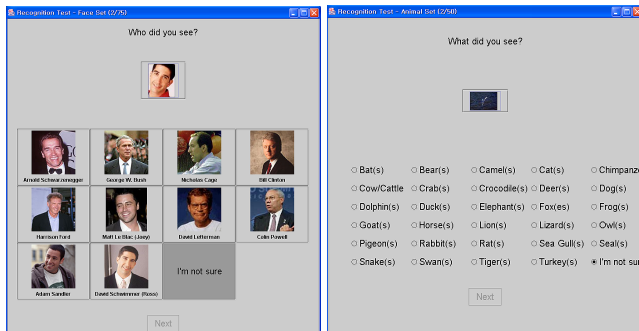 Recognition Test - Face Set (2/75)
Who did you see?
Arnold Schwarzenegger George W. Bush Nicholas Cage Bill Clinton
Harrison Ford Matt Le Blac (Joey) David Letterman Colin Powell
Adam Sandler David Schwimmer (Ross) I'm not sure
Next
Recognition Test - Animal Set (2/50)
What did you see?
Bat(s) Bear(s) Camel(s) Cat(s) Chimpanze
Cow/Cattle Crab(s) Crocodile(s) Deer(s) Dog(s)
Dolphin(s) Duck(s) Elephant(s) Fox(es) Frog(s)
Goat(s) Horse(s) Lion(s) Lizard(s) Owl(s)
Pigeon(s) Rabbit(s) Rat(s) Sea Gull(s) Seal(s)
Snake(s) Swan(s) Tiger(s) Turkey(s) I'm not sur
Next